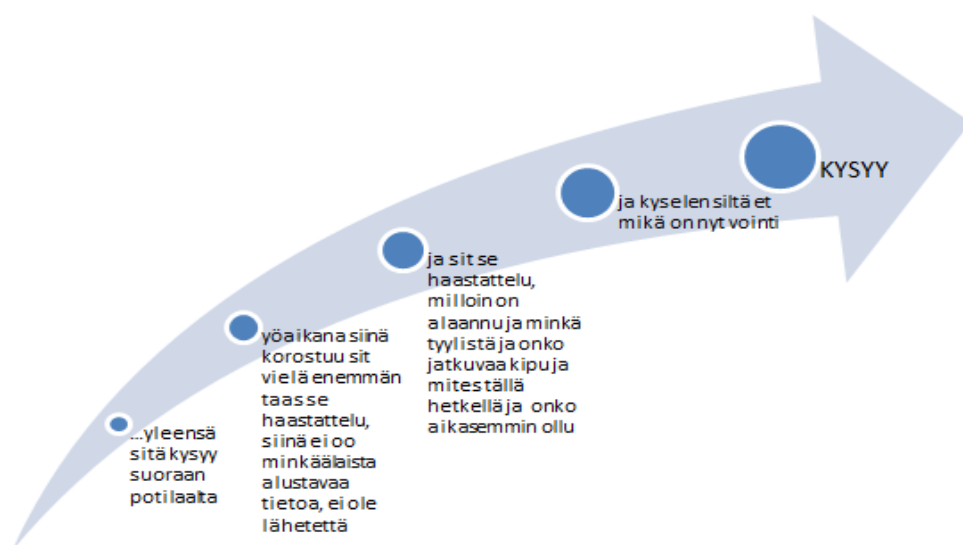 ...yleensä
sitä kysyy
suoraan
potilaalta
yöaikana siinä
korostuu sit
vielä enemmän
taas se
haastattelu,
siinä ei oo
minkäälaista
alustavaa
tietoa, ei ole
lähetettä
ja sit se
haastattelu,
milloin on
alaannu ja minkä
tyylistä ja onko
jatkuvaa kipu ja
mites tällä
hetkellä ja onko
aikasemmin ollu
ja kyselen siltä et
mikä on nyt vointi
KYSYY